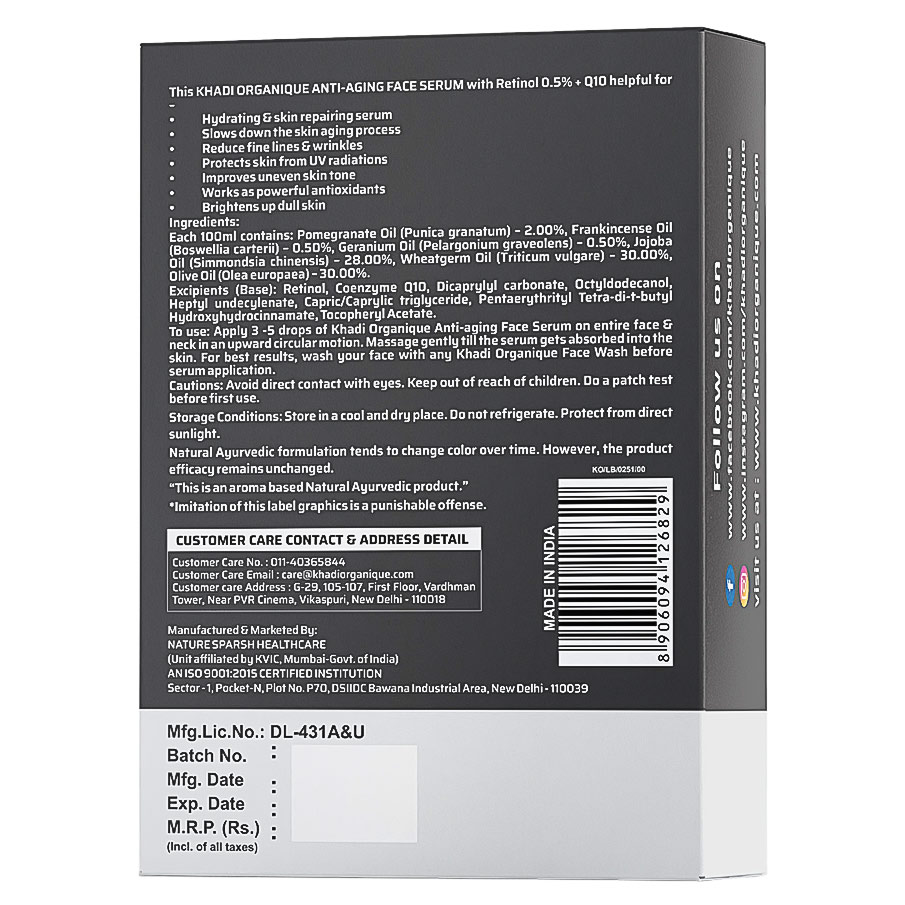 This KHADI ORGANIQUE ANTI-AGING FACE SERUM with Retinol 0.5% + Q10 helpful for
-
• Hydrating & skin repairing serum
• Slows down the skin aging process
• Reduce fine lines & wrinkles
• Protects skin from UV radiations
• Improves uneven skin tone
• Works as powerful antioxidants
• Brightens up dull skin
Ingredients:
Each 100ml contains: Pomegranate Oil (Punica granatum) - 2.00%, Frankincense Oil
(Boswellia carterii) - 0.50%, Geranium Oil (Pelargonium graveolens) - 0.50%, Jojoba
Oil (Simmondsia chinensis) - 28.00%, Wheatgerm Oil (Triticum vulgare) - 30.00%,
Olive Oil (Olea europaea) - 30.00%.
Excipients (Base): Retinol, Coenzyme Q10, Dicaprylyl carbonate, Octyldodecanol,
Heptyl undecylenate, Capric/Caprylic triglyceride, Pentaerythrityl Tetra-di-t-butyl
Hydroxyhydrocinnamate, Tocopheryl Acetate.
To use: Apply 3 -5 drops of Khadi Organique Anti-aging Face Serum on entire face &
neck in an upward circular motion. Massage gently till the serum gets absorbed into the
skin. For best results, wash your face with any Khadi Organique Face Wash before
serum application.
Cautions: Avoid direct contact with eyes. Keep out of reach of children. Do a patch test
before first use.
Storage Conditions: Store in a cool and dry place. Do not refrigerate. Protect from direct
sunlight.
Natural Ayurvedic formulation tends to change color over time. However, the product
efficacy remains unchanged.
"This is an aroma based Natural Ayurvedic product."
*Imitation of this label graphics is a punishable offense.
KO/LB/0251/00
MADE IN INDIA
8 906094 126829
CUSTOMER CARE CONTACT & ADDRESS DETAIL
Customer Care No. : 011-40365844
Customer Care Email : care@khadiorganique.com
Customer care Address : G-29, 105-107, First Floor, Vardhman
Tower, Near PVR Cinema, Vikaspuri, New Delhi - 110018
Manufactured & Marketed By:
NATURE SPARSH HEALTHCARE
(Unit affiliated by KVIC, Mumbai-Govt. of India)
AN ISO 9001:2015 CERTIFIED INSTITUTION
Sector -1, Pocket-N, Plot No. P70, DSIIDC Bawana Industrial Area, New Delhi - 110039
Mfg.Lic.No.: DL-431A&U
Batch No. :
Mfg. Date :
Exp. Date :
M.R.P. (Rs.) :
(Incl. of all taxes)
Follow us on
www.facebook.com/khadiorganique
www.instagram.com/khadiorganique
visit us at : www.khadiorganique.com